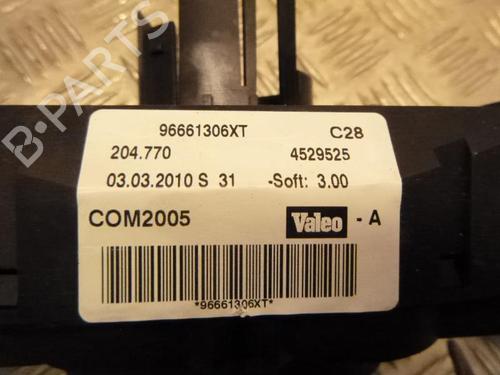 B-PARTS
96661306XT C28
204.770 4529525
03.03.2010 S 31 -Soft: 3.00
COM2005 Valeo - A
*96661306XT*